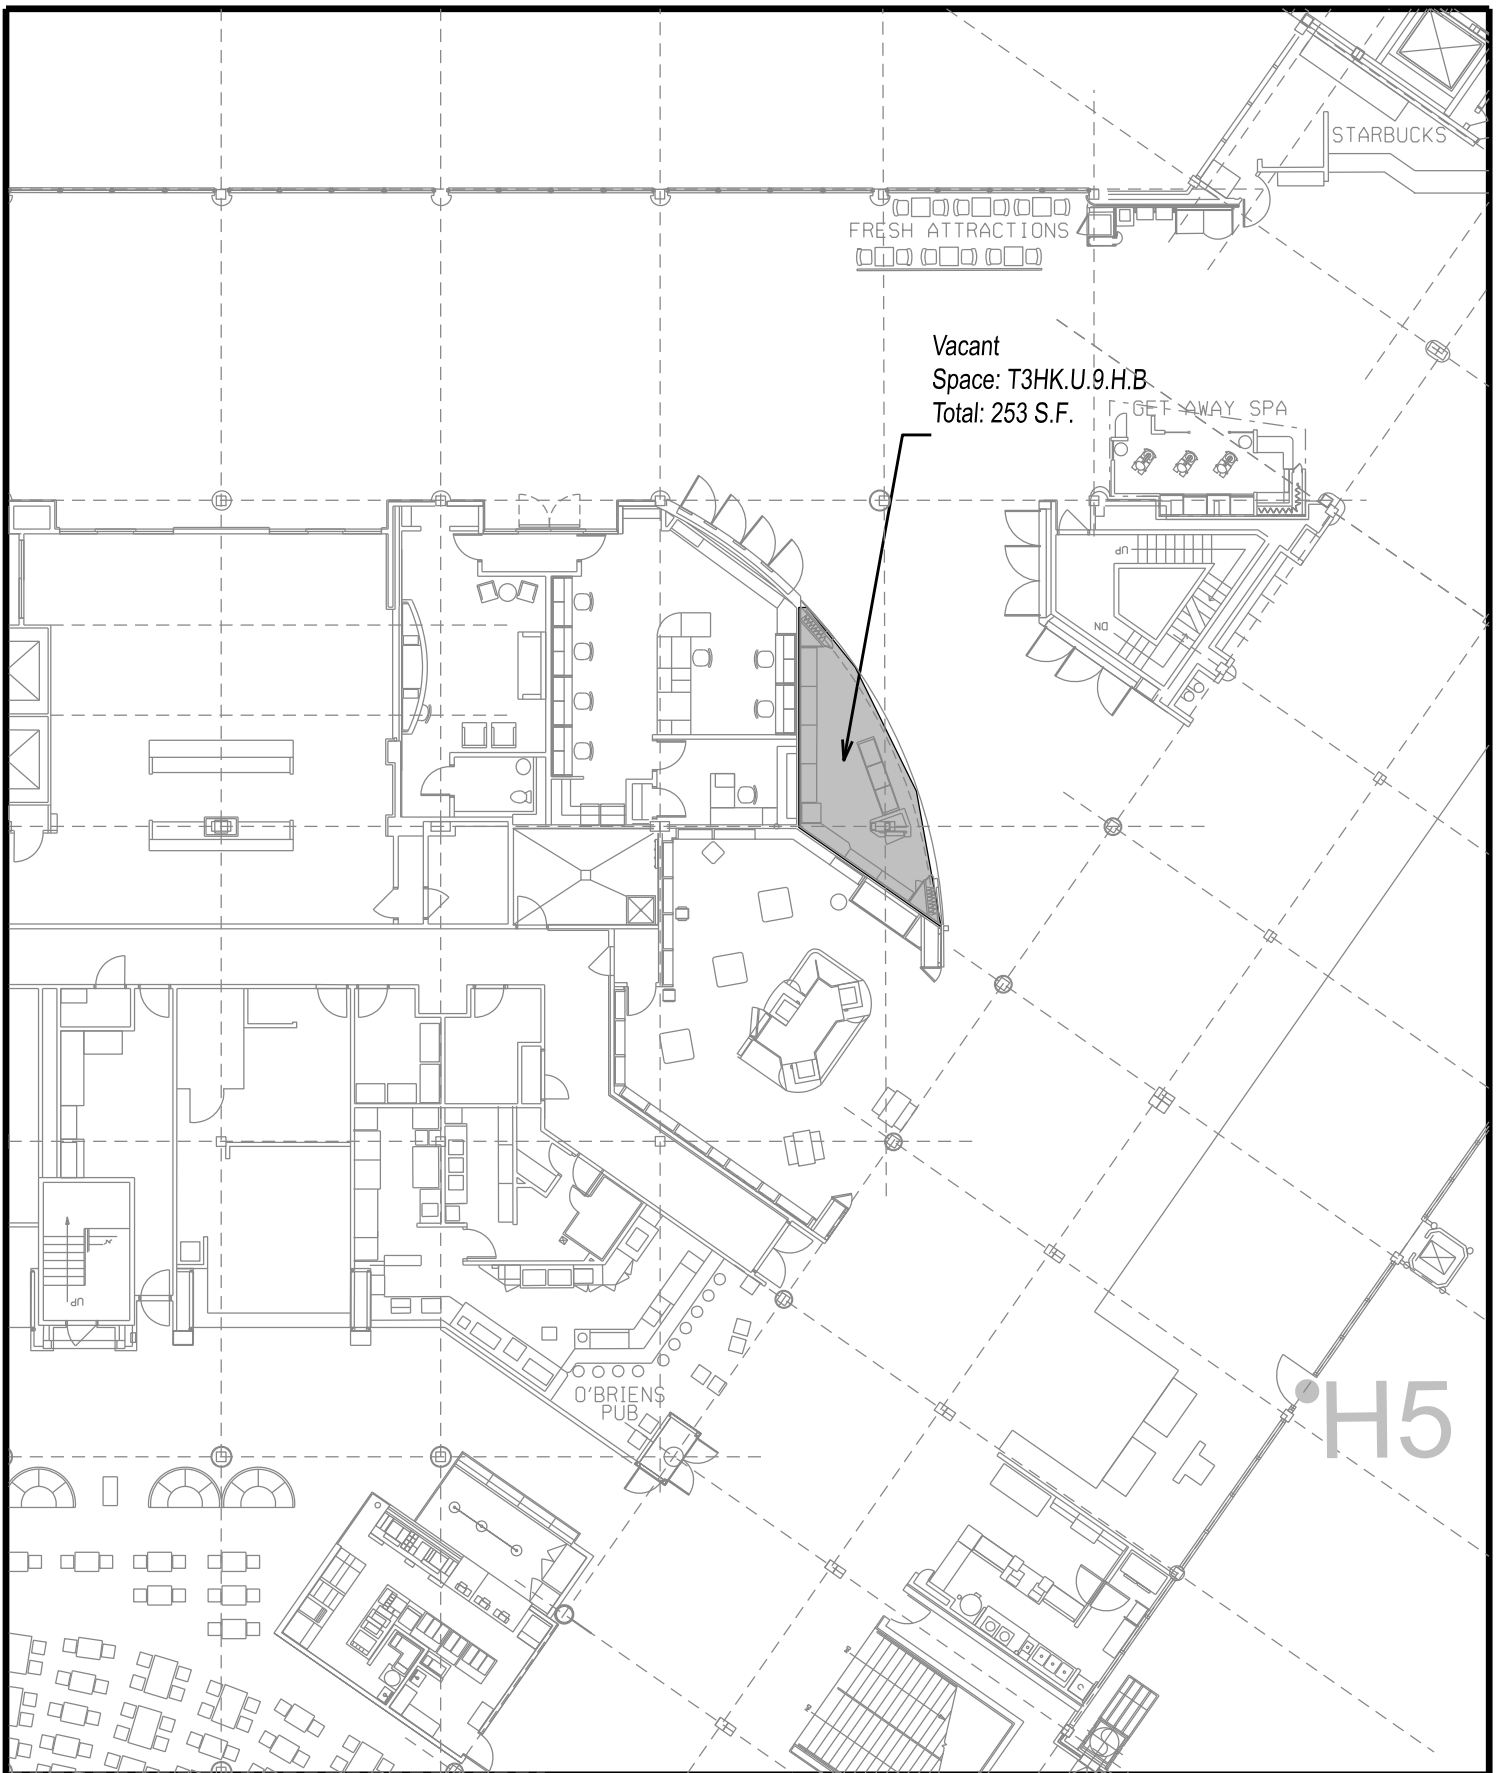 STARBUCKS
FRESH ATTRACTIONS
Vacant
Space: T3HK.U.9.H.B
Total: 253 S.F.
GET AWAY SPA
UP
DN
UP
O'BRIENS
PUB
H5